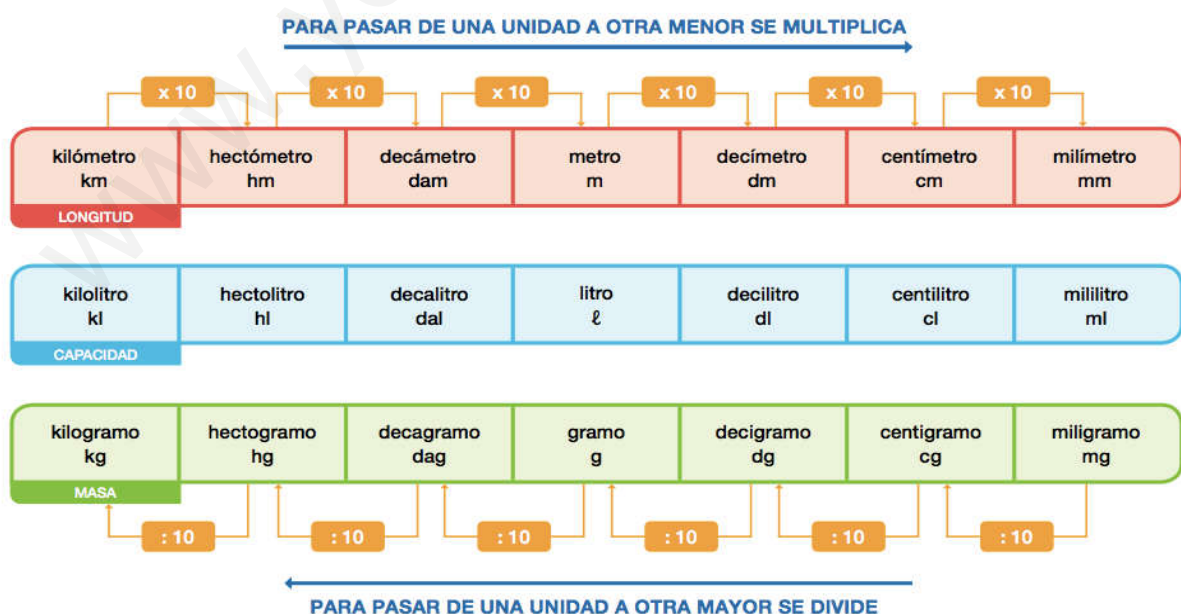 PARA PASAR DE UNA UNIDAD A OTRA MENOR SE MULTIPLICA
x 10 x 10 x 10 x 10 x 10 x 10
kilómetro hectómetro decámetro metro decímetro centímetro milímetro
km hm dam m dm cm mm
LONGITUD
kilolitro hectolitro decalitro litro decilitro centilitro mililitro
kl hl dal ℓ dl cl ml
CAPACIDAD
kilogramo hectogramo decagramo gramo decigramo centigramo miligramo
kg hg dag g dg cg mg
MASA
: 10 : 10 : 10 : 10 : 10 : 10
PARA PASAR DE UNA UNIDAD A OTRA MAYOR SE DIVIDE
www.y